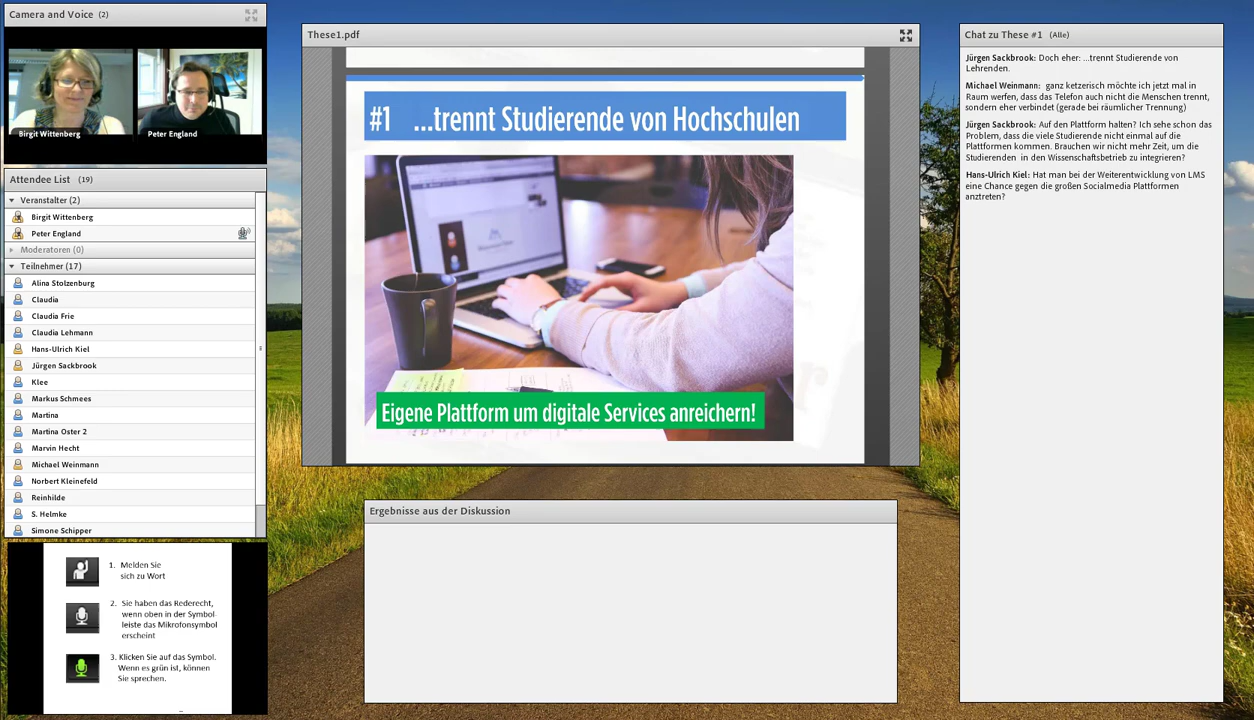 Camera and Voice (2)
Birgit Wittenberg
Peter England
Attendee List (19)
Veranstalter (2)
Birgit Wittenberg
Peter England
Moderatoren (0)
Teilnehmer (17)
Alina Stolzenburg
Claudia
Claudia Frie
Claudia Lehmann
Hans-Ulrich Kiel
Jürgen Sackbrook
Klee
Markus Schmees
Martina
Martina Oster 2
Marvin Hecht
Michael Weinmann
Norbert Kleinefeld
Reinhilde
S. Helmke
Simone Schipper
1. Melden Sie
sich zu Wort
2. Sie haben das Rederecht,
wenn oben in der Symbol-
leiste das Mikrofonsymbol
erscheint
3. Klicken Sie auf das Symbol.
Wenn es grün ist, können
Sie sprechen.
These1.pdf
#1 ...trennt Studierende von Hochschulen
Eigene Plattform um digitale Services anreichern!
Ergebnisse aus der Diskussion
Chat zu These #1 (Alle)
Jürgen Sackbrook: Doch eher: ...trennt Studierende von
Lehrenden.
Michael Weinmann: ganz ketzerisch möchte ich jetzt mal in
Raum werfen, dass das Telefon auch nicht die Menschen trennt,
sondern eher verbindet (gerade bei räumlicher Trennung)
Jürgen Sackbrook: Auf den Plattform halten? Ich sehe schon das
Problem, dass die viele Studierende nicht einmal auf die
Plattformen kommen. Brauchen wir nicht mehr Zeit, um die
Studierenden in den Wissenschaftsbetrieb zu integrieren?
Hans-Ulrich Kiel: Hat man bei der Weiterentwicklung von LMS
eine Chance gegen die großen Socialmedia Plattformen
anztreten?